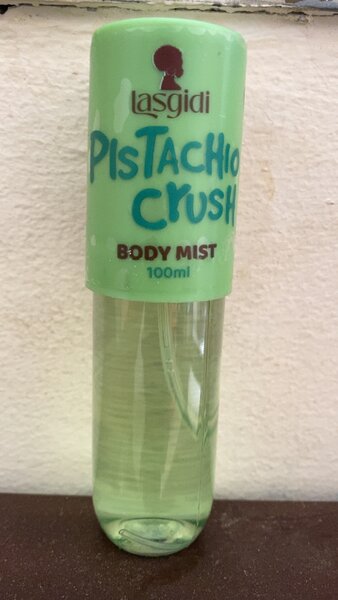 Lasgidi
PISTACHIO
CrUSH
BODY MIST
100ml